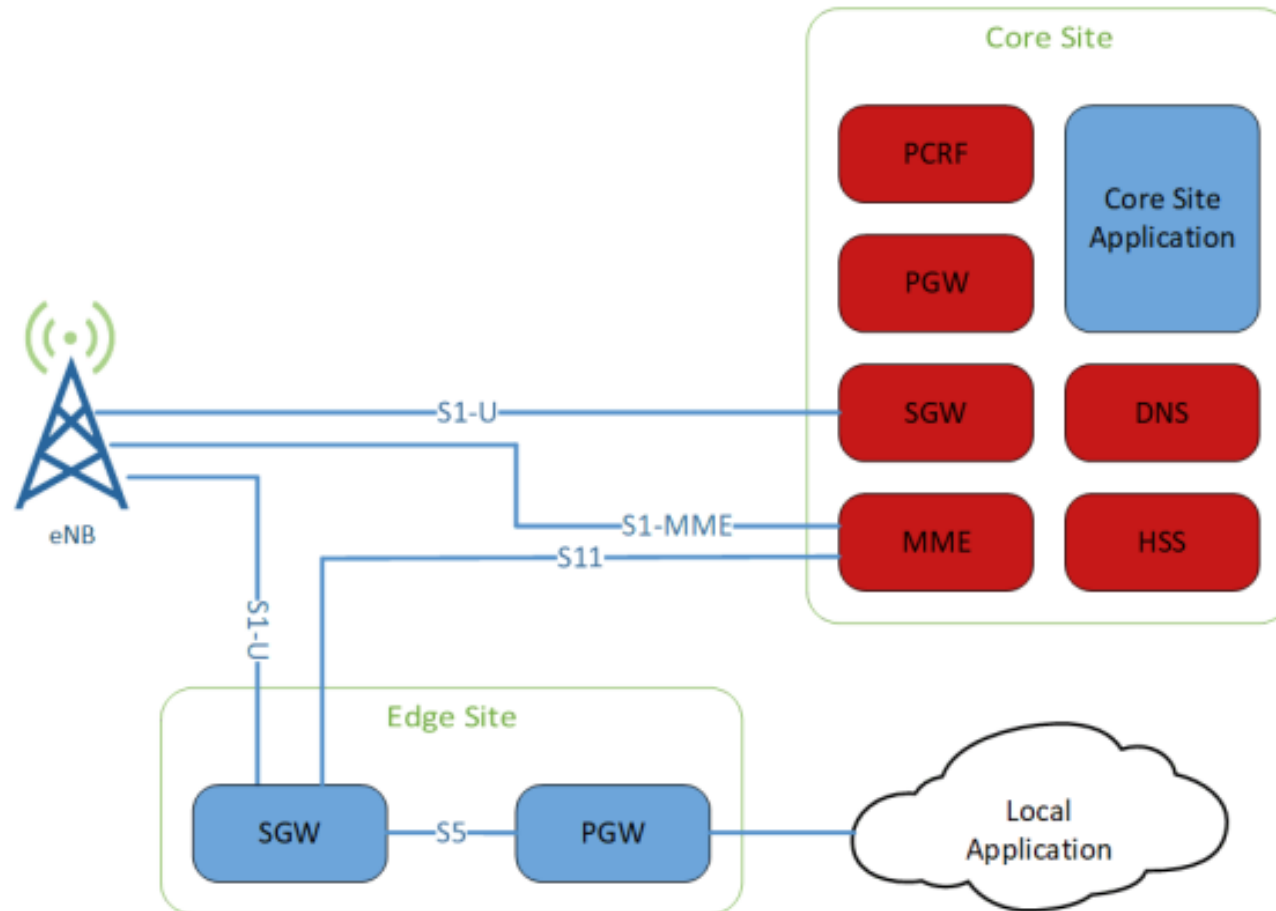 Core Site
PCRF
Core Site
Application
PGW
S1-U
SGW
DNS
eNB
S1-MME
MME
HSS
S11
S1-U
Edge Site
SGW
S5
PGW
Local
Application